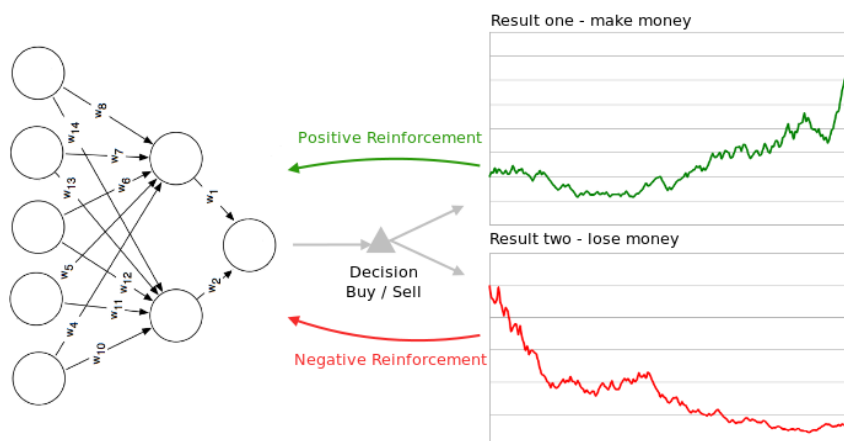 Result one - make money
w8
w14
w7
Positive Reinforcement
w13
w6
w1
Result two - lose money
w5
w12
w2
Decision
Buy / Sell
w11
w4
w10
Negative Reinforcement